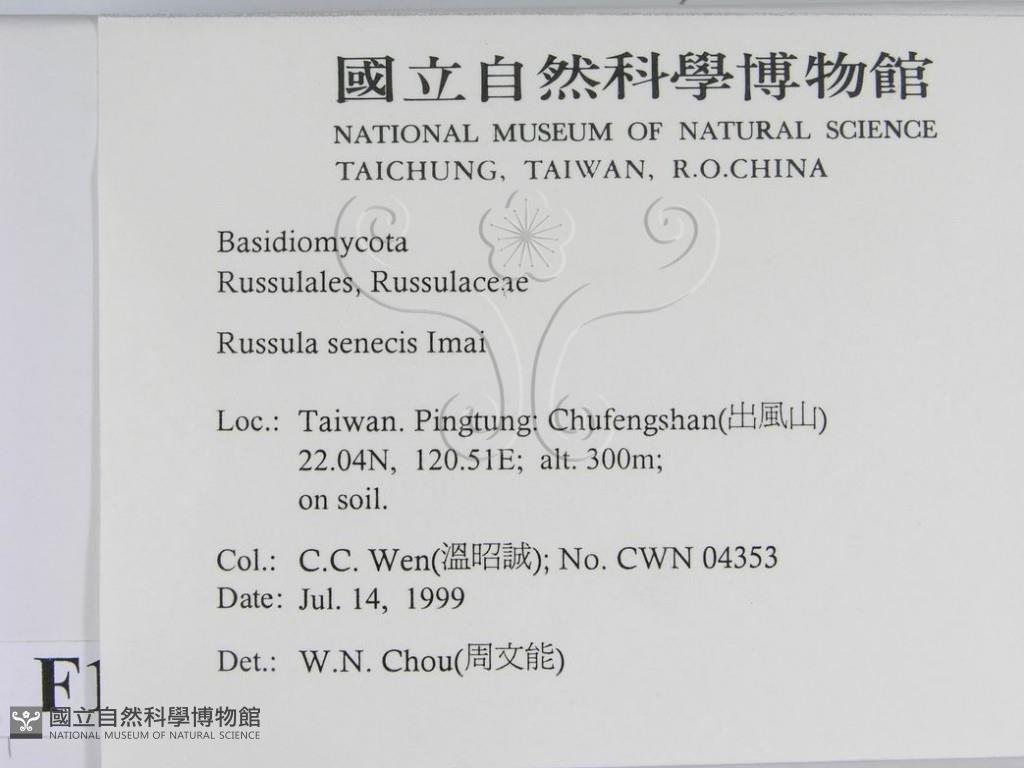 國立自然科學博物館
NATIONAL MUSEUM OF NATURAL SCIENCE
TAICHUNG, TAIWAN, R.O.CHINA
Basidiomycota
Russulales, Russulaceae
Russula senecis Imai
Loc.: Taiwan. Pingtung: Chufengshan(出風山)
22.04N, 120.51E; alt. 300m;
on soil.
Col.: C.C. Wen(溫昭誠); No. CWN 04353
Date: Jul. 14, 1999
Det.: W.N. Chou(周文能)
F1
國立自然科學博物館
NATIONAL MUSEUM OF NATURAL SCIENCE